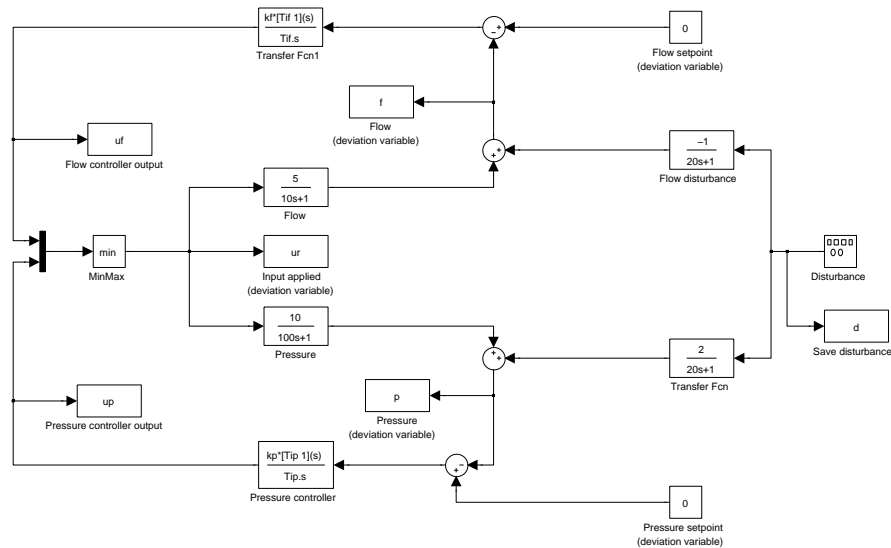 kf*[Tif 1](s)
Tif.s
Transfer Fcn1
0
Flow setpoint
(deviation variable)
f
Flow
(deviation variable)
uf
Flow controller output
−1
20s+1
Flow disturbance
5
10s+1
Flow
min
MinMax
ur
Input applied
(deviation variable)
Disturbance
10
100s+1
Pressure
d
Save disturbance
2
20s+1
Transfer Fcn
up
Pressure controller output
p
Pressure
(deviation variable)
kp*[Tip 1](s)
Tip.s
Pressure controller
0
Pressure setpoint
(deviation variable)